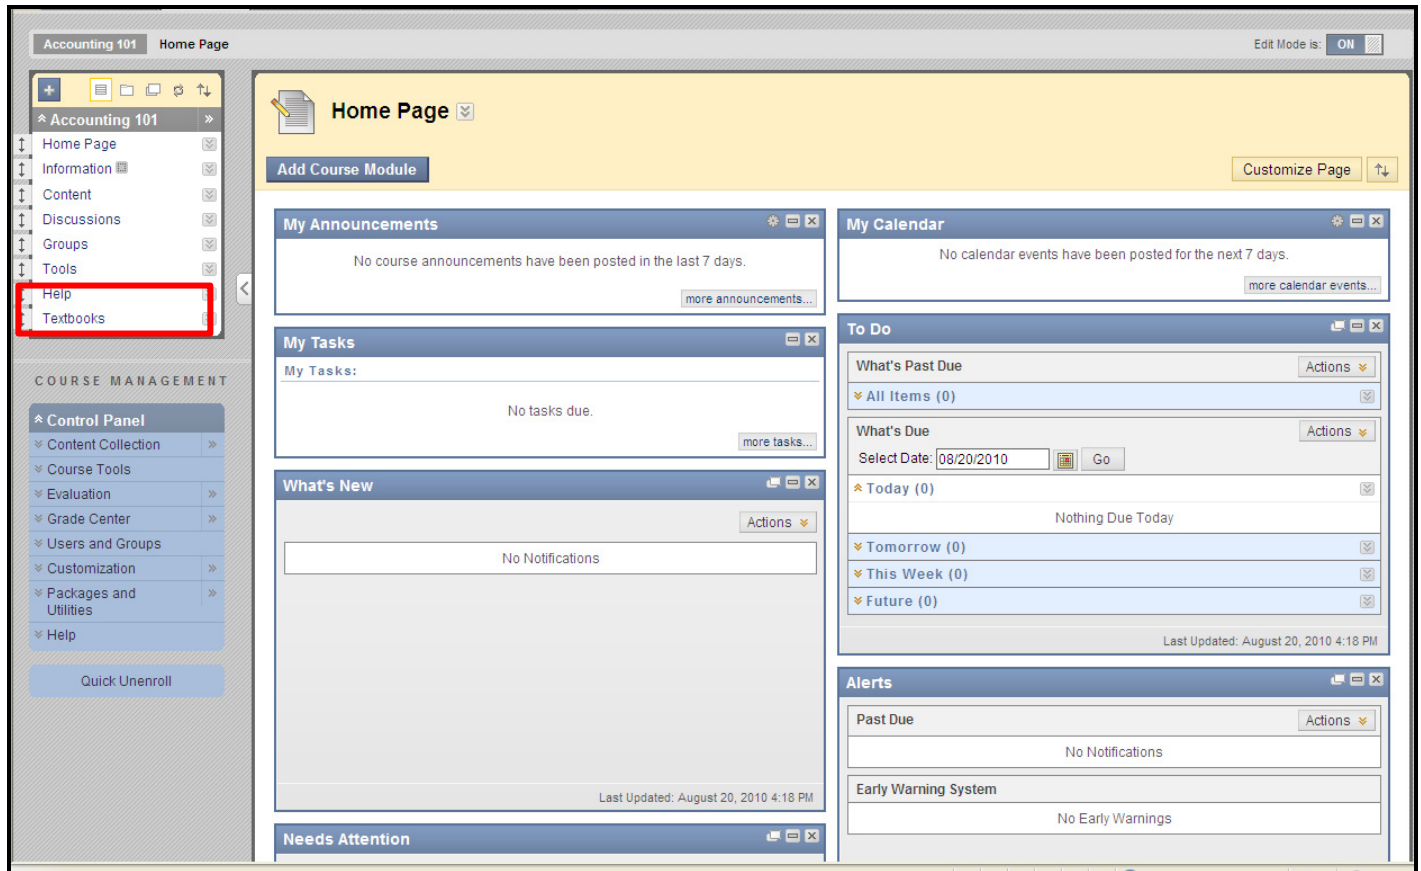 Accounting 101 Home Page
Edit Mode is: ON
Accounting 101
Home Page
Information
Content
Discussions
Groups
Tools
Help
Textbooks
COURSE MANAGEMENT
Control Panel
Content Collection
Course Tools
Evaluation
Grade Center
Users and Groups
Customization
Packages and
Utilities
Help
Quick Unenroll
Home Page
Add Course Module
Customize Page
My Announcements
No course announcements have been posted in the last 7 days.
more announcements...
My Tasks
My Tasks:
No tasks due.
more tasks...
What's New
Actions
No Notifications
Last Updated: August 20, 2010 4:18 PM
Needs Attention
My Calendar
No calendar events have been posted for the next 7 days.
more calendar events...
To Do
What's Past Due
Actions
All Items (0)
What's Due
Actions
Select Date: 08/20/2010 Go
Today (0)
Nothing Due Today
Tomorrow (0)
This Week (0)
Future (0)
Last Updated: August 20, 2010 4:18 PM
Alerts
Past Due
Actions
No Notifications
Early Warning System
No Early Warnings